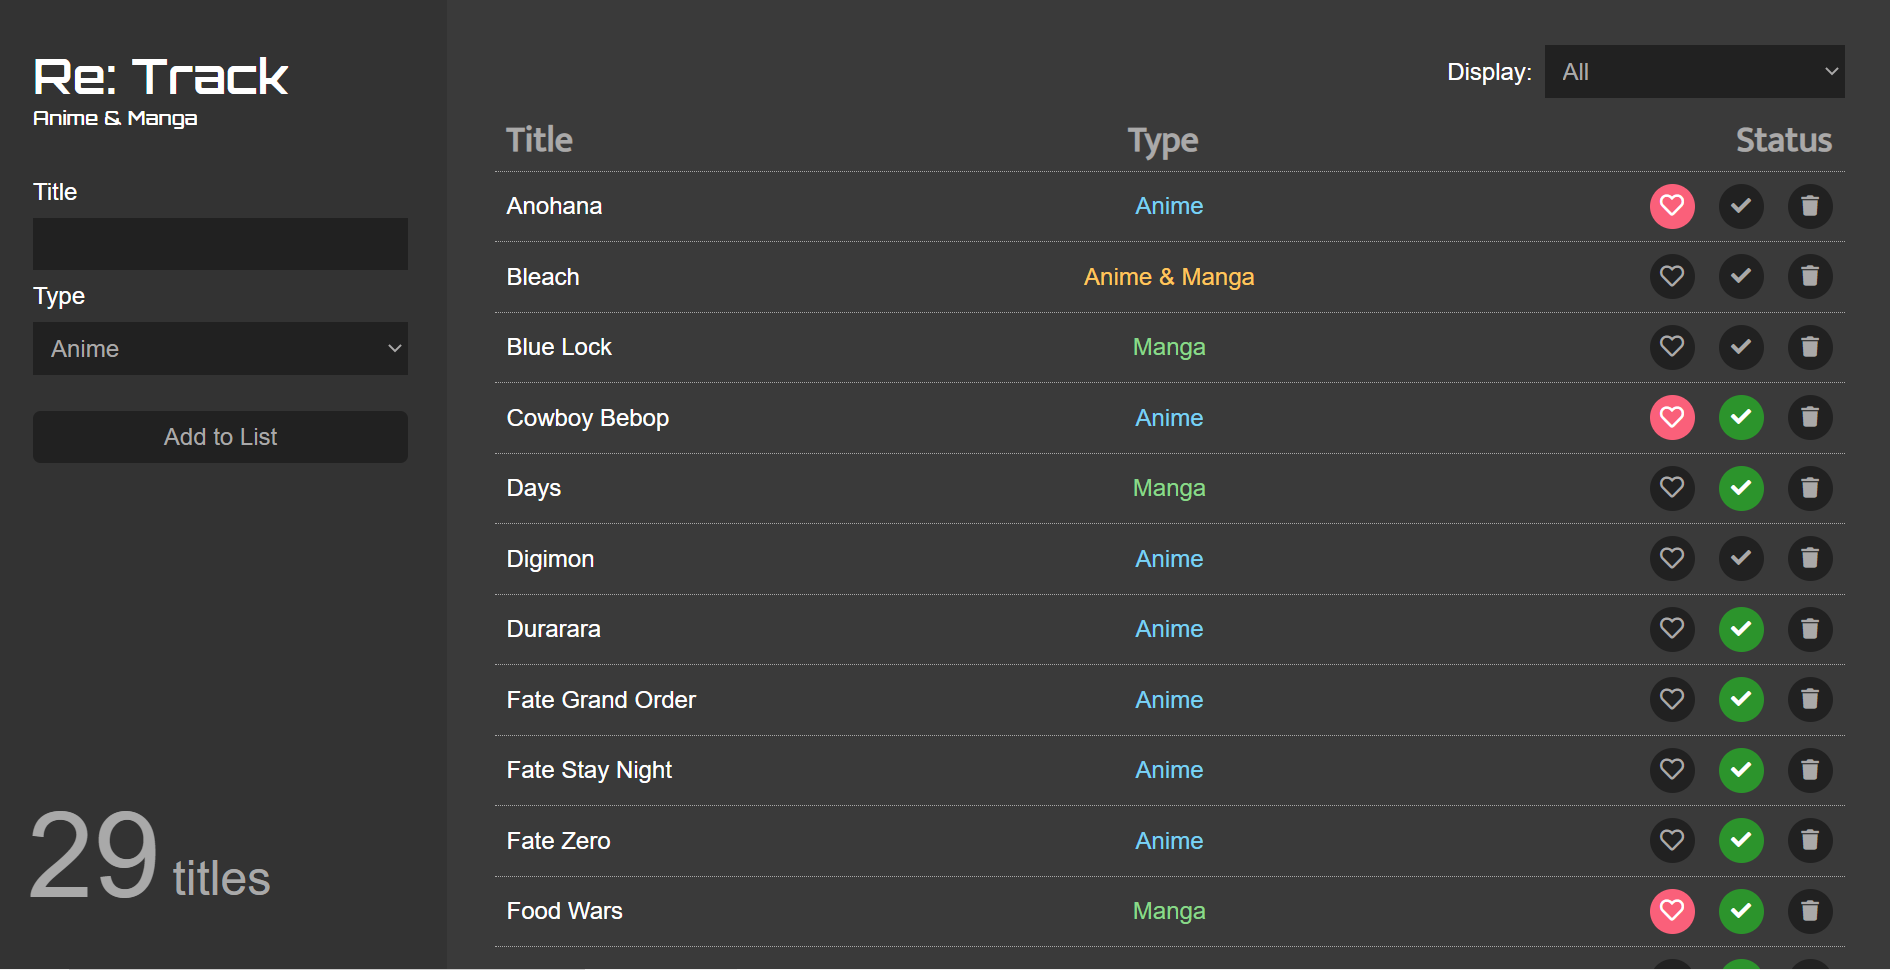 Re: Track
Anime & Manga
Title
Type
Anime
Add to List
29 titles
Display: All
Title Type Status
Anohana Anime
Bleach Anime & Manga
Blue Lock Manga
Cowboy Bebop Anime
Days Manga
Digimon Anime
Durarara Anime
Fate Grand Order Anime
Fate Stay Night Anime
Fate Zero Anime
Food Wars Manga